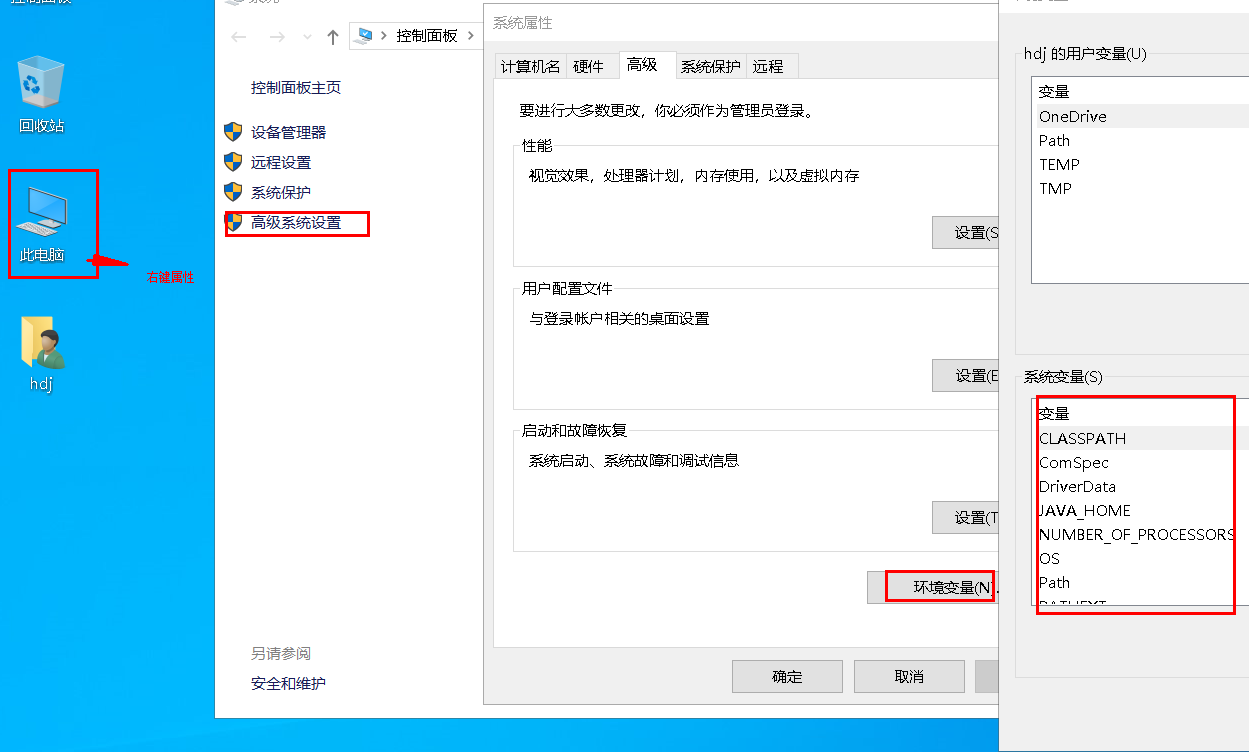 控制面板
回收站
此电脑
右键属性
hdj
系统
控制面板
控制面板主页
设备管理器
远程设置
系统保护
高级系统设置
另请参阅
安全和维护
系统属性
计算机名
硬件
高级
系统保护
远程
要进行大多数更改，你必须作为管理员登录。
性能
视觉效果，处理器计划，内存使用，以及虚拟内存
设置(S
用户配置文件
与登录帐户相关的桌面设置
设置(E
启动和故障恢复
系统启动、系统故障和调试信息
设置(T
环境变量(N).
确定
取消
hdj 的用户变量(U)
变量
OneDrive
Path
TEMP
TMP
系统变量(S)
变量
CLASSPATH
ComSpec
DriverData
JAVA_HOME
NUMBER_OF_PROCESSORS
OS
Path
PATHEXT